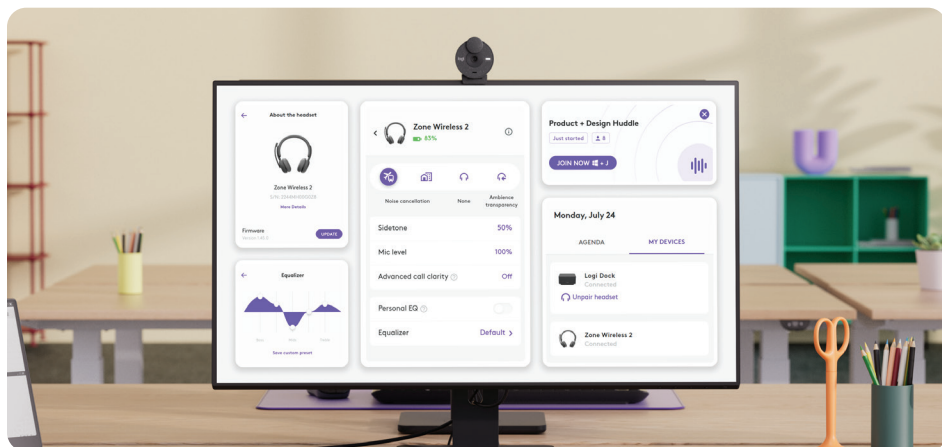 logi
About the headset
Zone Wireless 2
More Details
Firmware
UPDATE
Equalizer
Save custom preset
Zone Wireless 2
85%
Noise cancellation
None
Ambience
transparency
Sidetone
50%
Mic level
100%
Advanced call clarity
Off
Personal EQ
Equalizer
Default >
Product + Design Huddle
Just started
8
JOIN NOW + J
Monday, July 24
AGENDA
MY DEVICES
Logi Dock
Connected
Unpair headset
Zone Wireless 2
Connected